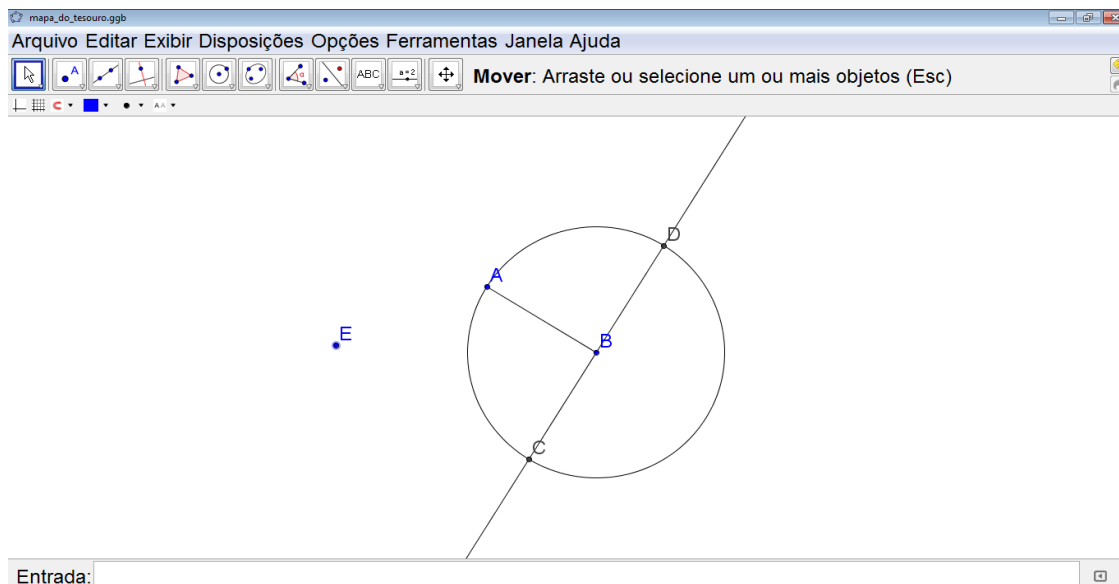 mapa_do_tesouro.ggb
Arquivo Editar Exibir Disposições Opções Ferramentas Janela Ajuda
A
α
ABC
a=2
Mover: Arraste ou selecione um ou mais objetos (Esc)
AA
D
A
E
B
C
Entrada: